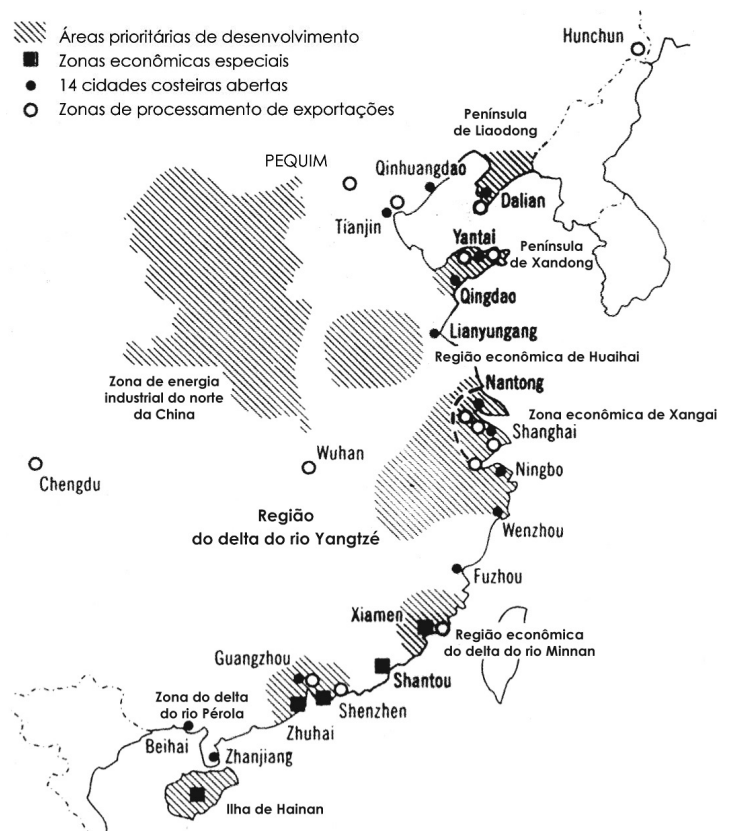 Áreas prioritárias de desenvolvimento
Zonas econômicas especiais
14 cidades costeiras abertas
Zonas de processamento de exportações
Hunchun
Península
de Liaodong
PEQUIM
Qinhuangdao
Dalian
Tianjin
Yantai
Península
de Xandong
Qingdao
Lianyungang
Região econômica de Huaihai
Zona de energia
industrial do norte
da China
Nantong
Zona econômica de Xangai
Shanghai
Wuhan
Chengdu
Ningbo
Região
do delta do rio Yangtzé
Wenzhou
Fuzhou
Xiamen
Região econômica
do delta do rio Minnan
Guangzhou
Shantou
Zona do delta
do rio Pérola
Shenzhen
Zhuhai
Beihai
Zhanjiang
Ilha de Hainan